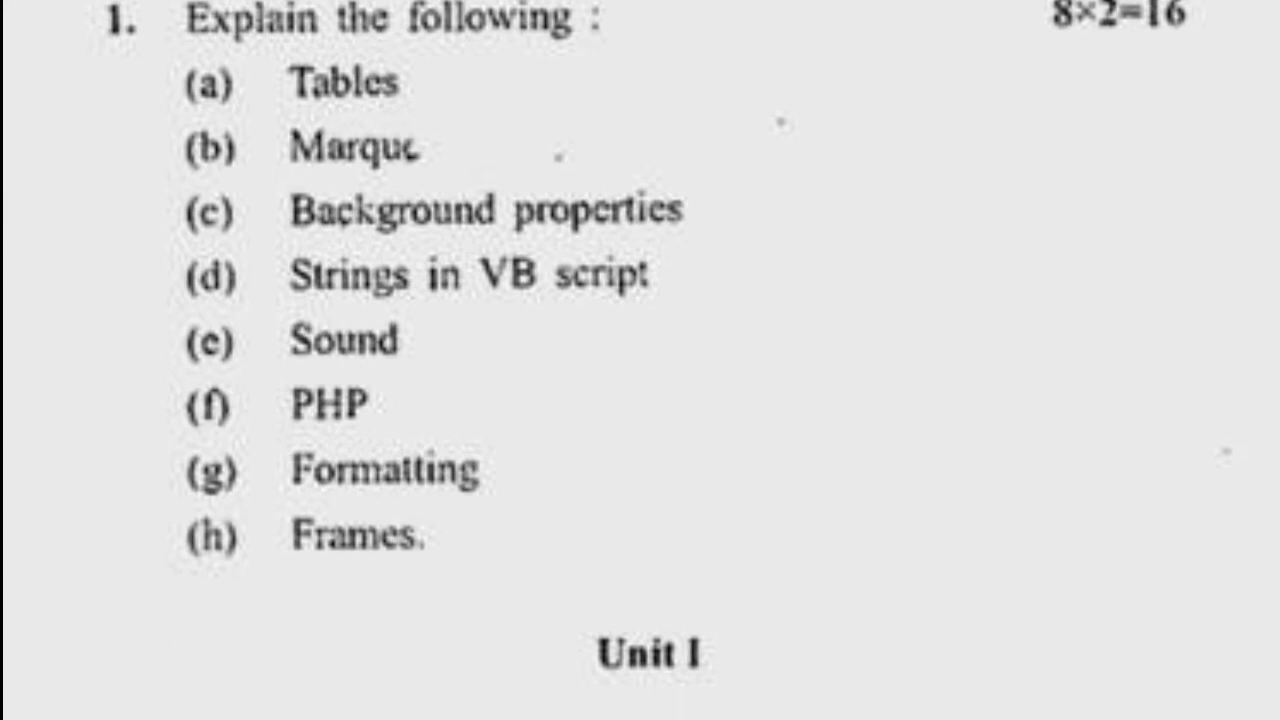 1. Explain the following : 8×2=16
(a) Tables
(b) Marque
(c) Background properties
(d) Strings in VB script
(e) Sound
(f) PHP
(g) Formatting
(h) Frames.
Unit I